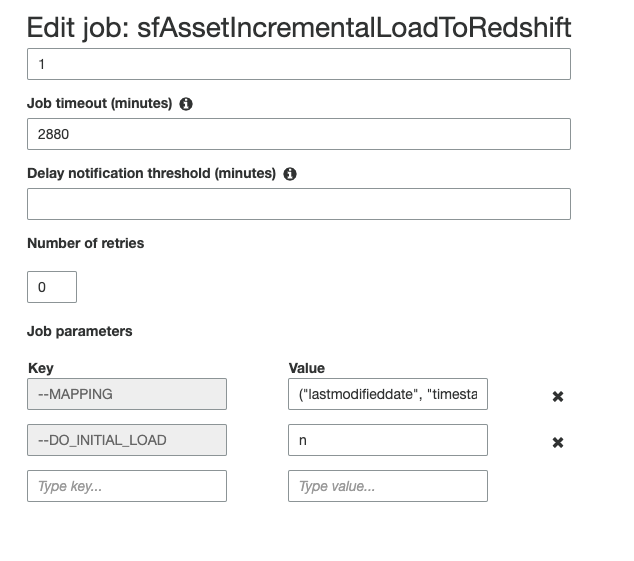 Edit job: sfAssetIncrementalLoadToRedshift
1
Job timeout (minutes)
2880
Delay notification threshold (minutes)
Number of retries
0
Job parameters
Key Value
--MAPPING ("lastmodifieddate", "timesta
--DO_INITIAL_LOAD n
Type key... Type value...